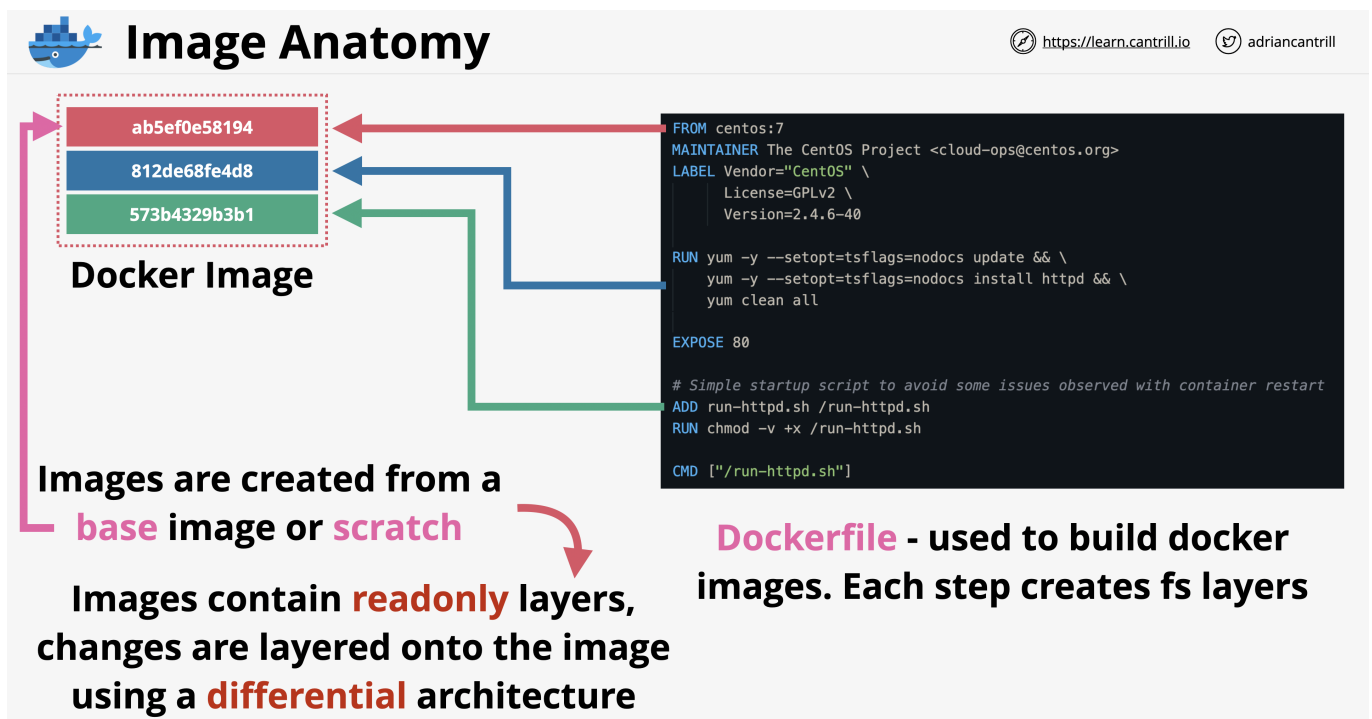 Image Anatomy
https://learn.cantrill.io
adriancantrill
ab5ef0e58194
812de68fe4d8
573b4329b3b1
Docker Image
FROM centos:7
MAINTAINER The CentOS Project <cloud-ops@centos.org>
LABEL Vendor="CentOS" \
      License=GPLv2 \
      Version=2.4.6-40
RUN yum -y --setopt=tsflags=nodocs update && \
    yum -y --setopt=tsflags=nodocs install httpd && \
    yum clean all
EXPOSE 80
# Simple startup script to avoid some issues observed with container restart
ADD run-httpd.sh /run-httpd.sh
RUN chmod -v +x /run-httpd.sh
CMD ["/run-httpd.sh"]
Images are created from a
base image or scratch
Images contain readonly layers,
changes are layered onto the image
using a differential architecture
Dockerfile - used to build docker
images. Each step creates fs layers